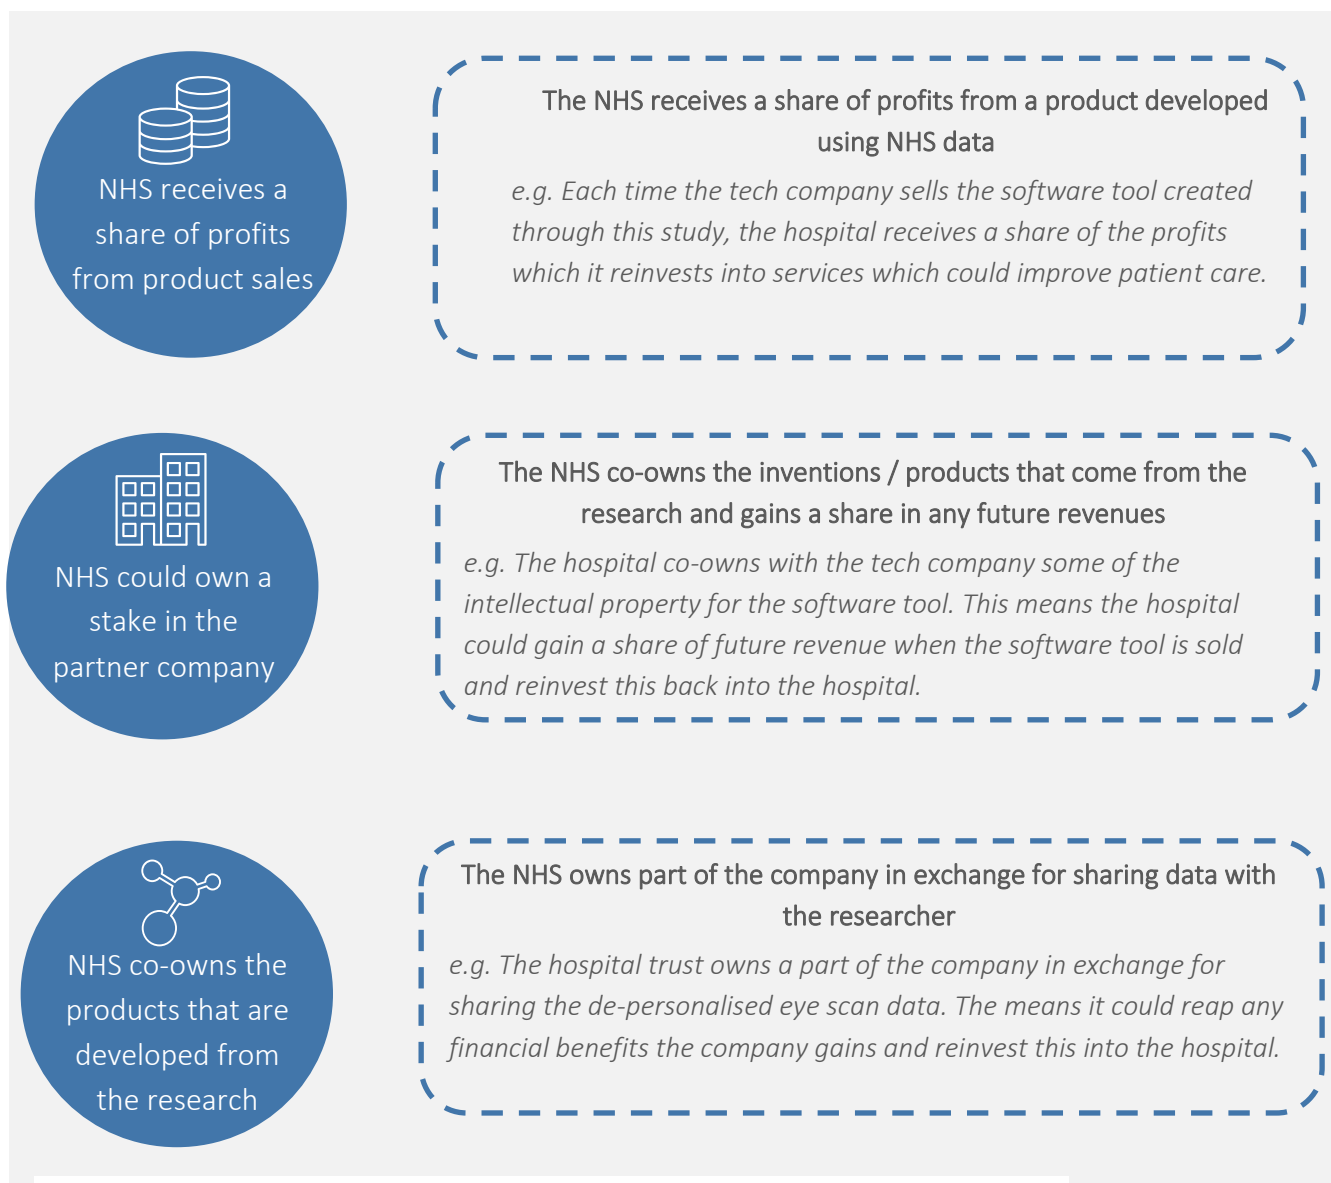 NHS receives a
share of profits
from product sales
The NHS receives a share of profits from a product developed
using NHS data
e.g. Each time the tech company sells the software tool created
through this study, the hospital receives a share of the profits
which it reinvests into services which could improve patient care.
NHS could own a
stake in the
partner company
The NHS co-owns the inventions / products that come from the
research and gains a share in any future revenues
e.g. The hospital co-owns with the tech company some of the
intellectual property for the software tool. This means the hospital
could gain a share of future revenue when the software tool is sold
and reinvest this back into the hospital.
NHS co-owns the
products that are
developed from
the research
The NHS owns part of the company in exchange for sharing data with
the researcher
e.g. The hospital trust owns a part of the company in exchange for
sharing the de-personalised eye scan data. The means it could reap any
financial benefits the company gains and reinvest this into the hospital.